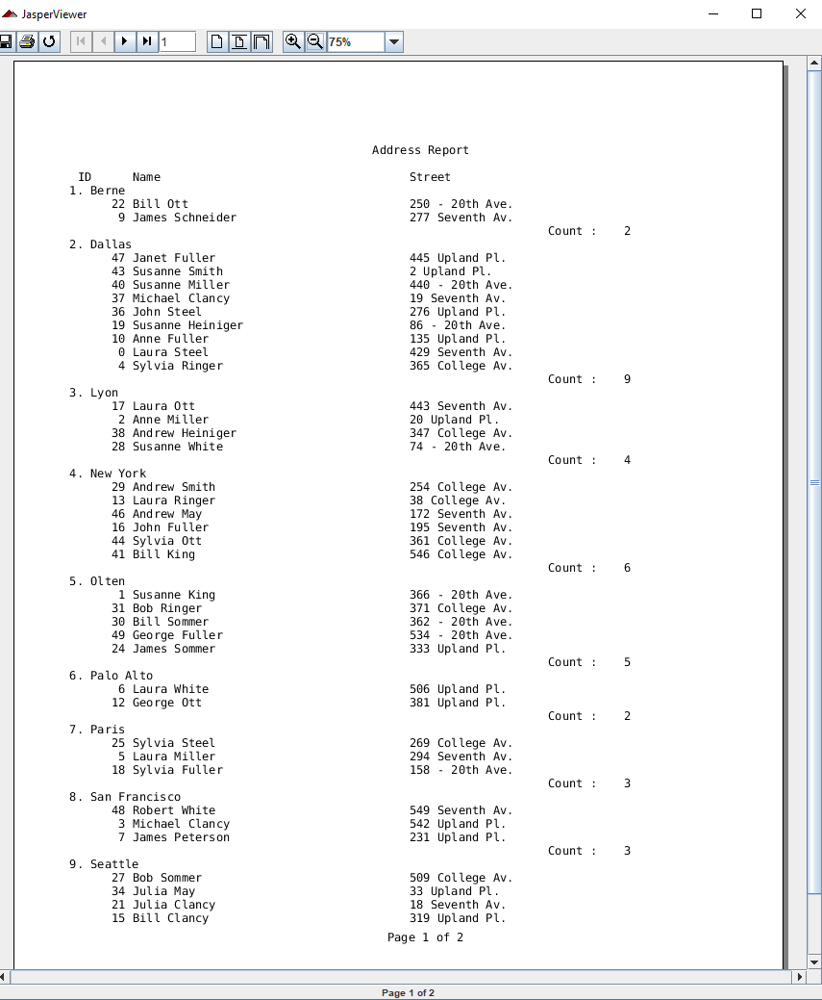 JasperViewer
1 75%
Address Report
ID Name Street
1. Berne
22 Bill Ott 250 - 20th Ave.
9 James Schneider 277 Seventh Av.
Count : 2
2. Dallas
47 Janet Fuller 445 Upland Pl.
43 Susanne Smith 2 Upland Pl.
40 Susanne Miller 440 - 20th Ave.
37 Michael Clancy 19 Seventh Av.
36 John Steel 276 Upland Pl.
19 Susanne Heiniger 86 - 20th Ave.
10 Anne Fuller 135 Upland Pl.
0 Laura Steel 429 Seventh Av.
4 Sylvia Ringer 365 College Av.
Count : 9
3. Lyon
17 Laura Ott 443 Seventh Av.
2 Anne Miller 20 Upland Pl.
38 Andrew Heiniger 347 College Av.
28 Susanne White 74 - 20th Ave.
Count : 4
4. New York
29 Andrew Smith 254 College Av.
13 Laura Ringer 38 College Av.
46 Andrew May 172 Seventh Av.
16 John Fuller 195 Seventh Av.
44 Sylvia Ott 361 College Av.
41 Bill King 546 College Av.
Count : 6
5. Olten
1 Susanne King 366 - 20th Ave.
31 Bob Ringer 371 College Av.
30 Bill Sommer 362 - 20th Ave.
49 George Fuller 534 - 20th Ave.
24 James Sommer 333 Upland Pl.
Count : 5
6. Palo Alto
6 Laura White 506 Upland Pl.
12 George Ott 381 Upland Pl.
Count : 2
7. Paris
25 Sylvia Steel 269 College Av.
5 Laura Miller 294 Seventh Av.
18 Sylvia Fuller 158 - 20th Ave.
Count : 3
8. San Francisco
48 Robert White 549 Seventh Av.
3 Michael Clancy 542 Upland Pl.
7 James Peterson 231 Upland Pl.
Count : 3
9. Seattle
27 Bob Sommer 509 College Av.
34 Julia May 33 Upland Pl.
21 Julia Clancy 18 Seventh Av.
15 Bill Clancy 319 Upland Pl.
Page 1 of 2
Page 1 of 2